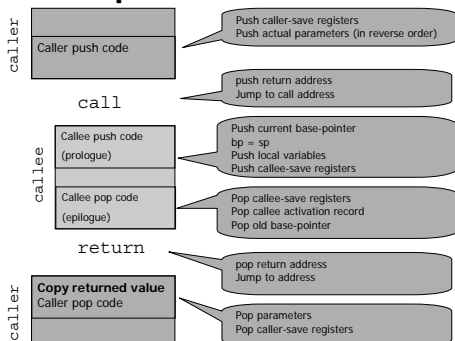 caller
Caller push code
Push caller-save registers
Push actual parameters (in reverse order)
call
push return address
Jump to call address
callee
Callee push code
(prologue)
Push current base-pointer
bp = sp
Push local variables
Push callee-save registers
Callee pop code
(epilogue)
Pop callee-save registers
Pop callee activation record
Pop old base-pointer
return
pop return address
Jump to address
caller
Copy returned value
Caller pop code
Pop parameters
Pop caller-save registers